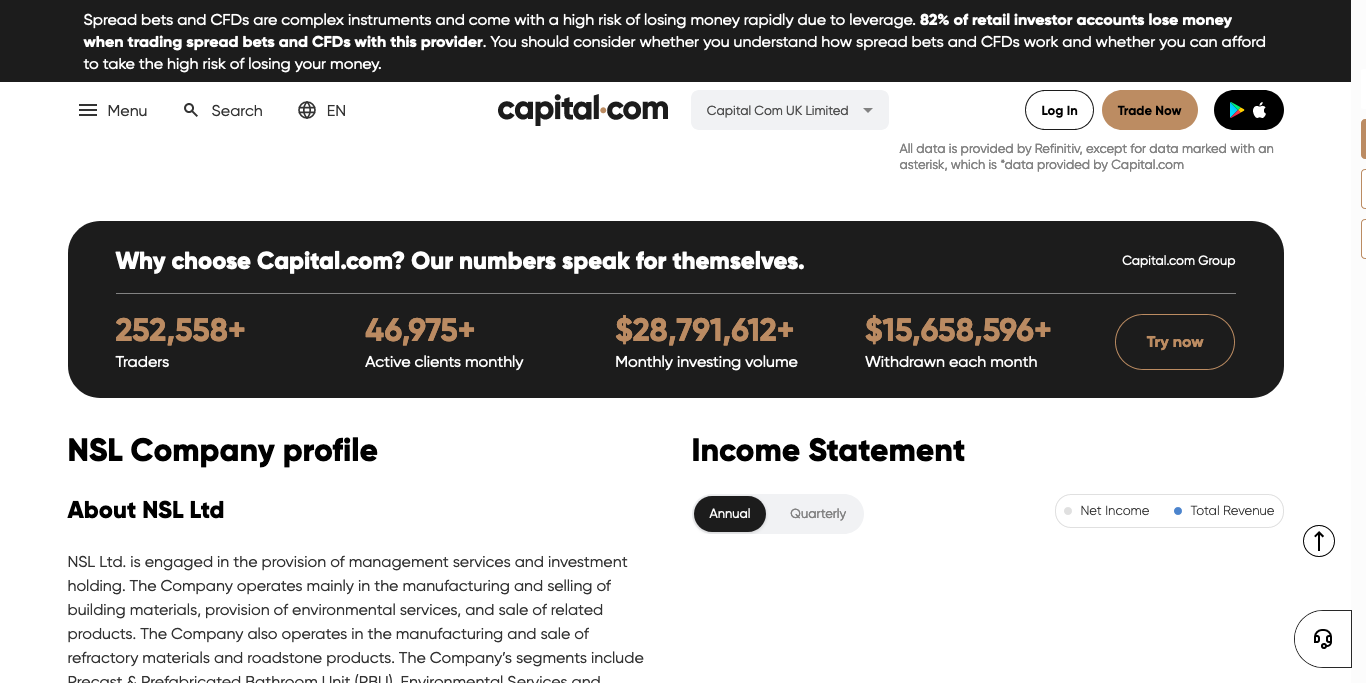 Spread bets and CFDs are complex instruments and come with a high risk of losing money rapidly due to leverage. 82% of retail investor accounts lose money
when trading spread bets and CFDs with this provider. You should consider whether you understand how spread bets and CFDs work and whether you can afford
to take the high risk of losing your money.
Menu Search EN capital.com Capital Com UK Limited Log In Trade Now
All data is provided by Refinitiv, except for data marked with an
asterisk, which is *data provided by Capital.com
Why choose Capital.com? Our numbers speak for themselves. Capital.com Group
252,558+ 46,975+ $28,791,612+ $15,658,596+ Try now
Traders Active clients monthly Monthly investing volume Withdrawn each month
NSL Company profile
About NSL Ltd
NSL Ltd. is engaged in the provision of management services and investment
holding. The Company operates mainly in the manufacturing and selling of
building materials, provision of environmental services, and sale of related
products. The Company also operates in the manufacturing and sale of
refractory materials and roadstone products. The Company's segments include
Precast & Prefabricated Bathroom Unit (PBU), Environmental Services and
Income Statement
Annual Quarterly Net Income Total Revenue